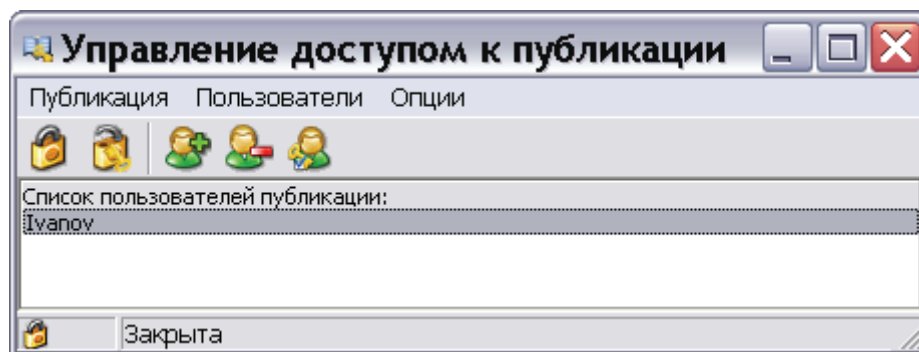 Управление доступом к публикации
Публикация Пользователи Опции
Список пользователей публикации:
Ivanov
Закрыта